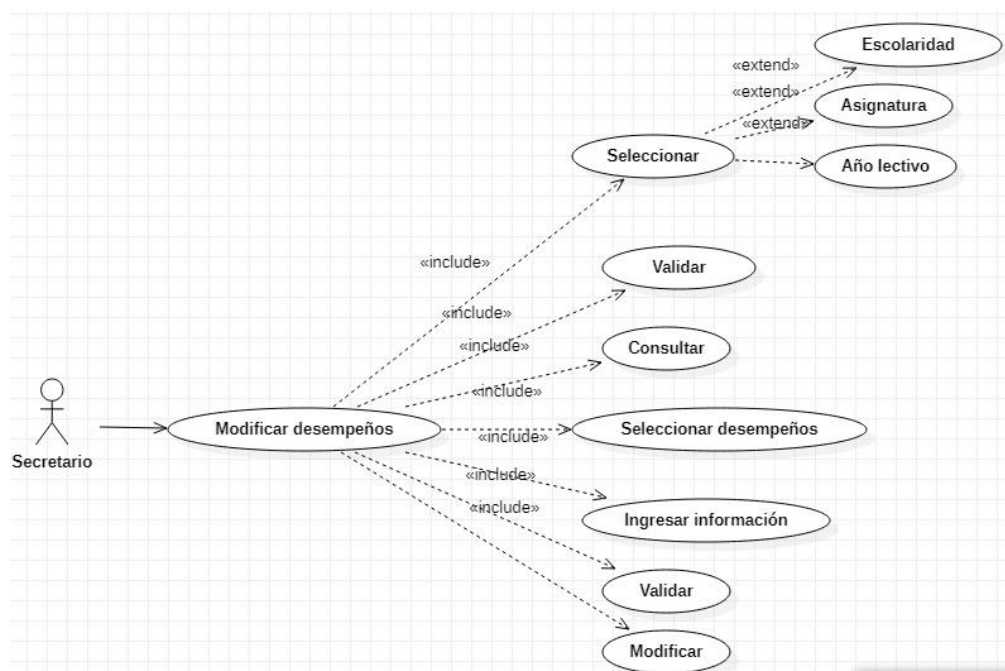 Escolaridad
«extend»
«extend»
Asignatura
«extend»
Seleccionar
Año lectivo
«include»
Validar
«include»
«include»
Consultar
«include»
Modificar desempeños
Seleccionar desempeños
«include»
Secretario
«include»
«include»
Ingresar información
Validar
Modificar